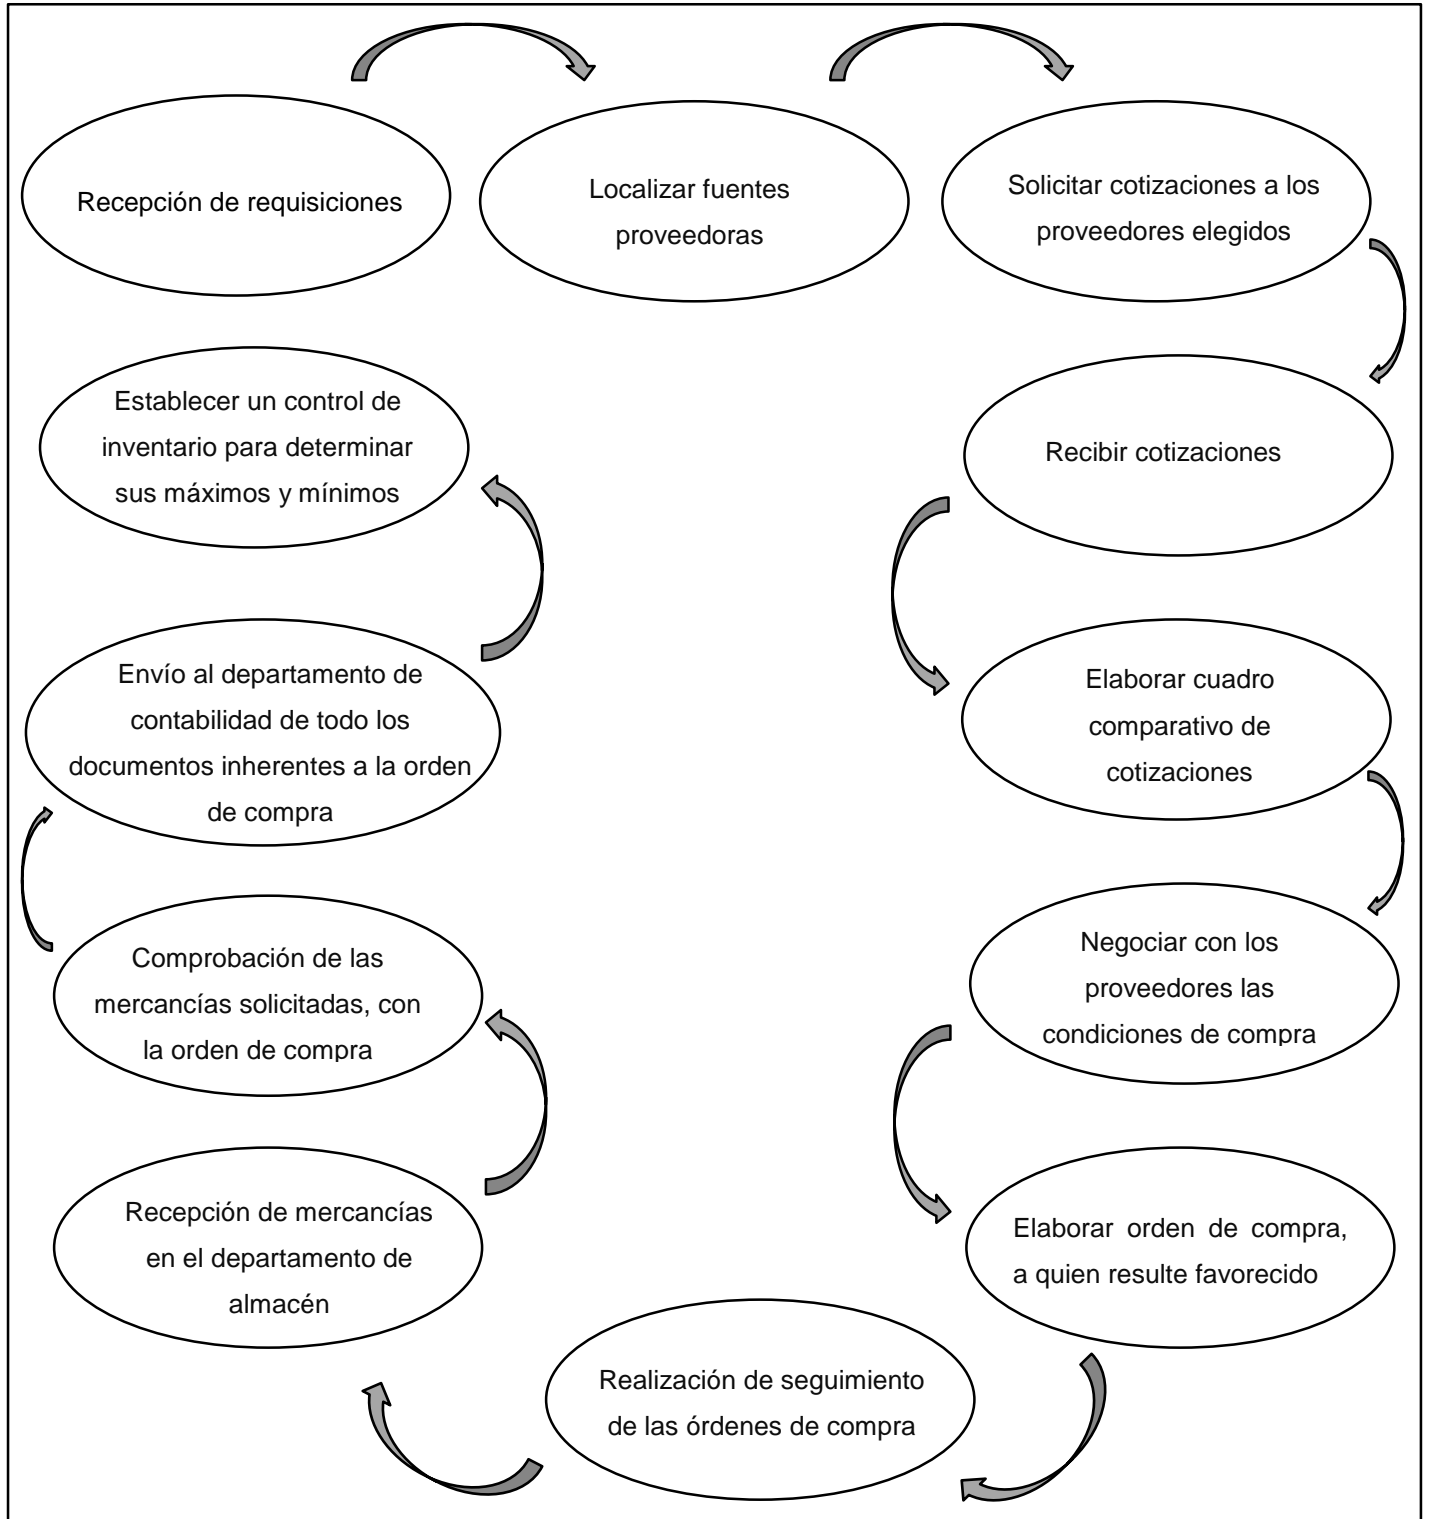 Recepción de requisiciones
Localizar fuentes
proveedoras
Solicitar cotizaciones a los
proveedores elegidos
Recibir cotizaciones
Elaborar cuadro
comparativo de
cotizaciones
Negociar con los
proveedores las
condiciones de compra
Elaborar orden de compra,
a quien resulte favorecido
Realización de seguimiento
de las órdenes de compra
Recepción de mercancías
en el departamento de
almacén
Comprobación de las
mercancías solicitadas, con
la orden de compra
Envío al departamento de
contabilidad de todo los
documentos inherentes a la orden
de compra
Establecer un control de
inventario para determinar
sus máximos y mínimos